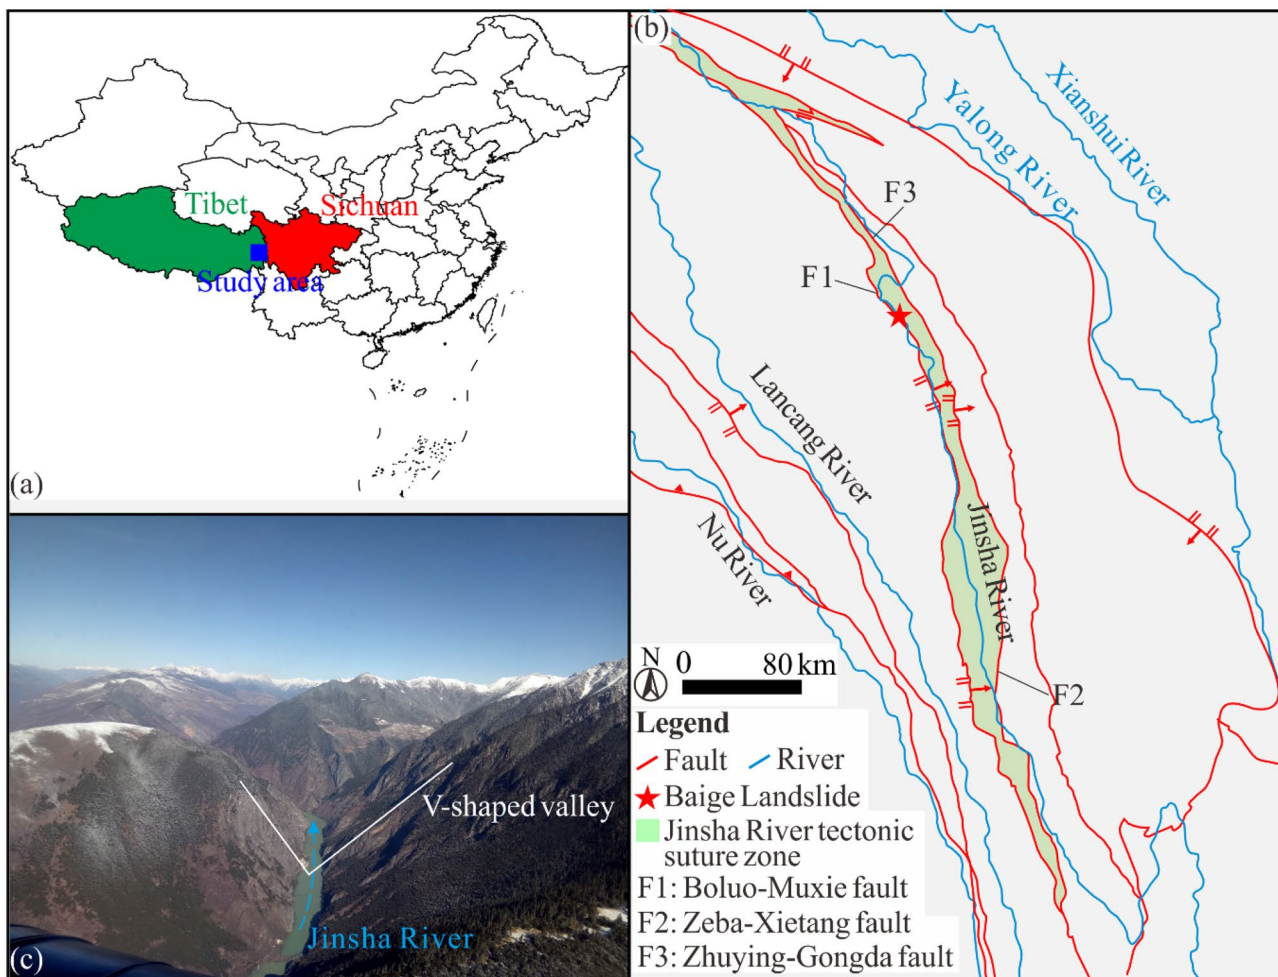 Tibet
Sichuan
Study area
(a)
(b)
Xianshui River
Yalong River
F3
F1
Lancang River
Nu River
Jinsha River
F2
N
0 80 km
Legend
Fault River
Baige Landslide
Jinsha River tectonic
suture zone
F1: Boluo-Muxie fault
F2: Zeba-Xietang fault
F3: Zhuying-Gongda fault
V-shaped valley
Jinsha River
(c)